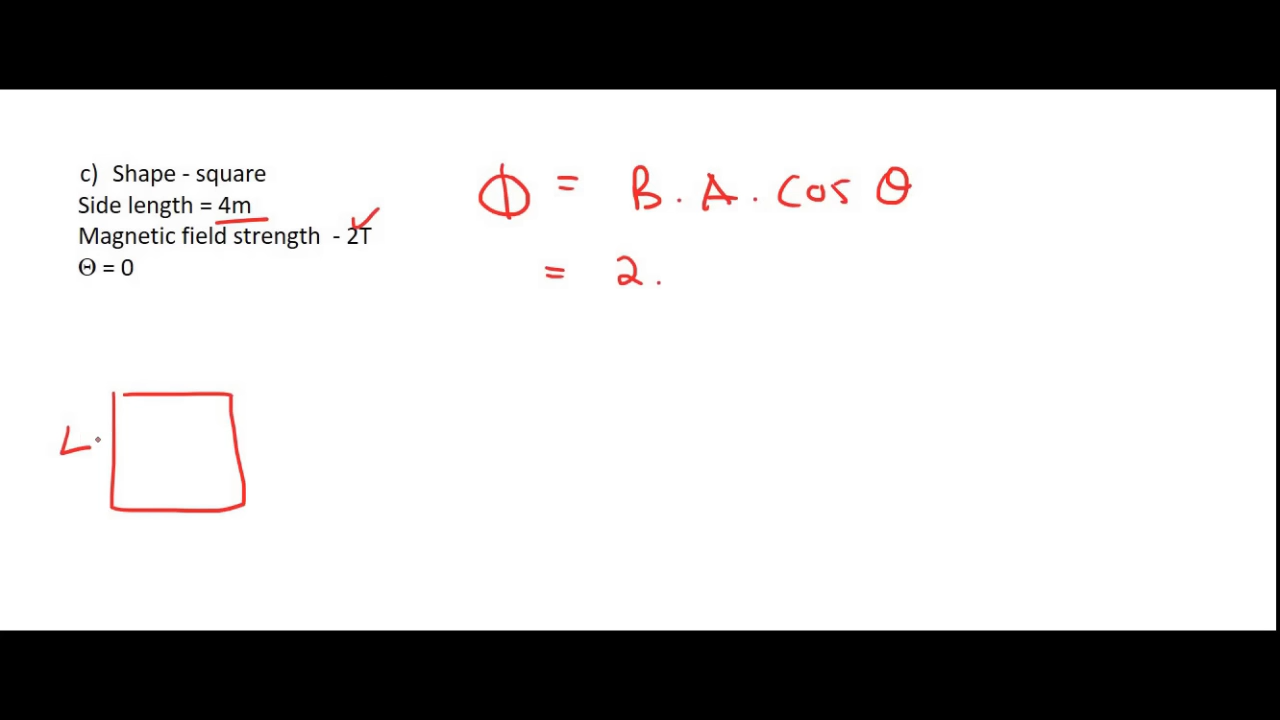 c) Shape - square
Side length = 4m
Magnetic field strength - 2T
Θ = 0
Φ = B . A . Cos θ
= 2 .